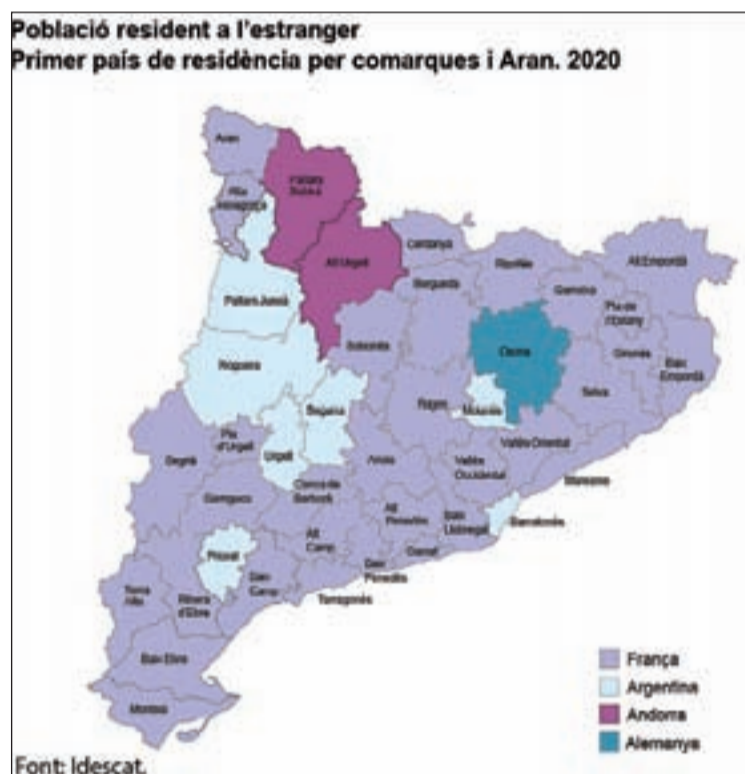 Població resident a l'estranger
Primer país de residència per comarques i Aran. 2020
Aran
Pallars
Sobirà
Alta
Ribagorça
Cerdanya
Alt Urgell
Ripollès
Alt Empordà
Berguedà
Garrotxa
Pallars Jussà
Pla de
l'Estany
Solsonès
Osona
Gironès
Noguera
Baix
Empordà
Selva
Segarra
Bages
Moianès
Pla
d'Urgell
Vallès Oriental
Segrià
Urgell
Anoia
Vallès
Occidental
Maresme
Conca de
Barberà
Garrigues
Alt
Penedès
Baix
Llobregat
Barcelonès
Alt
Camp
Priorat
Garraf
Baix
Penedès
Baix
Camp
Terra
Alta
Ribera
d'Ebre
Tarragonès
Baix Ebre
Montsià
França
Argentina
Andorra
Alemanya
Font: Idescat.